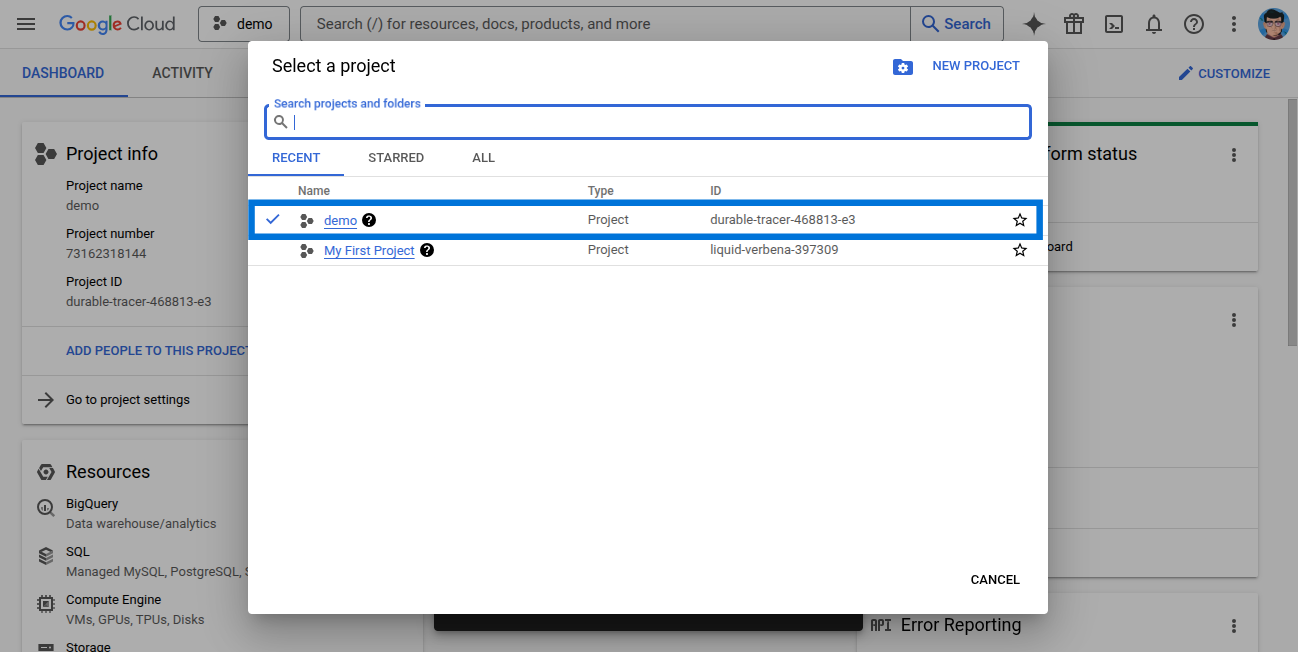 Google Cloud
demo
Search (/) for resources, docs, products, and more
Search
DASHBOARD
ACTIVITY
CUSTOMIZE
Select a project
NEW PROJECT
Search projects and folders
RECENT
STARRED
ALL
Name Type ID
demo Project durable-tracer-468813-e3
My First Project Project liquid-verbena-397309
CANCEL
Project info
Project name
demo
Project number
73162318144
Project ID
durable-tracer-468813-e3
ADD PEOPLE TO THIS PROJECT
Go to project settings
Resources
BigQuery
Data warehouse/analytics
SQL
Managed MySQL, PostgreSQL,
Compute Engine
VMs, GPUs, TPUs, Disks
Storage
form status
oard
API Error Reporting